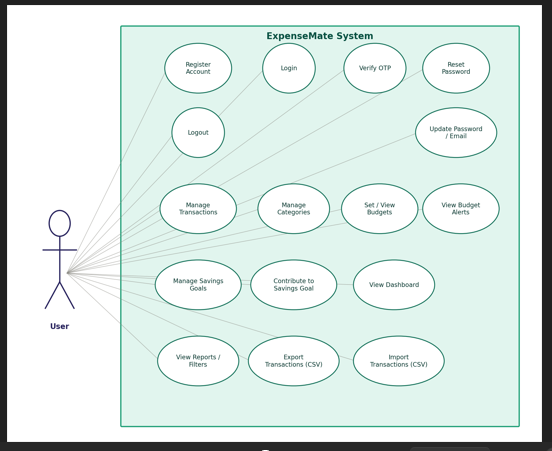 ExpenseMate System
Register
Account
Login
Verify OTP
Reset
Password
Logout
Update Password
/ Email
Manage
Transactions
Manage
Categories
Set / View
Budgets
View Budget
Alerts
Manage Savings
Goals
Contribute to
Savings Goal
View Dashboard
User
View Reports /
Filters
Export
Transactions (CSV)
Import
Transactions (CSV)